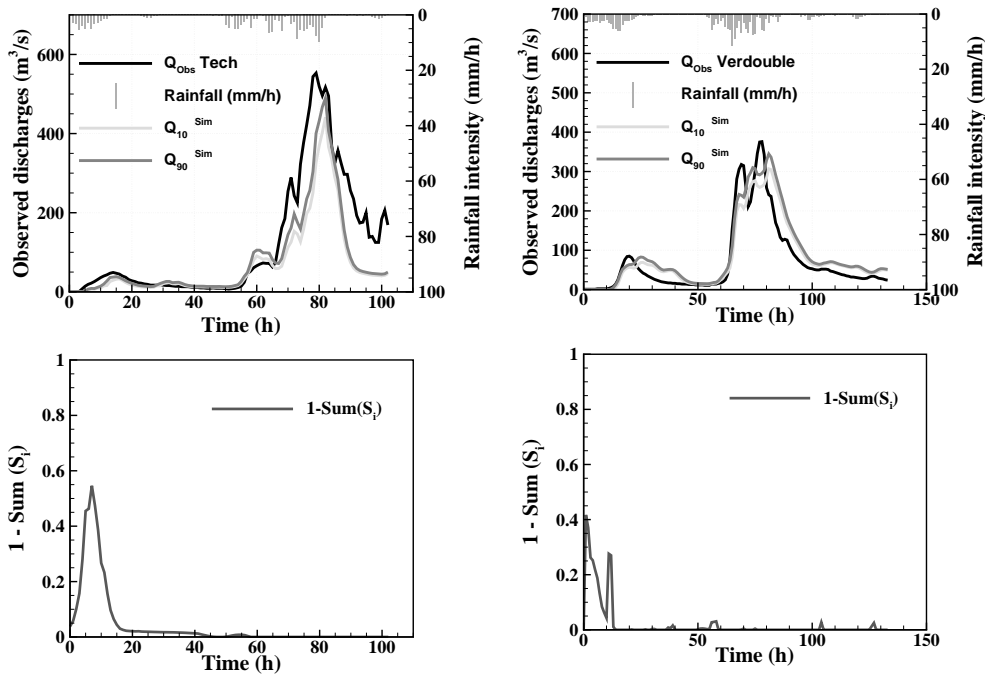 Observed discharges (m³/s)
600
400
200
0
0
20
40
60
80
100
Time (h)
0
20
40
60
80
100
Rainfall intensity (mm/h)
Q_Obs Tech
Rainfall (mm/h)
Q_10 ^Sim
Q_90 ^Sim
Observed discharges (m³/s)
700
600
500
400
300
200
100
0
0
50
100
150
Time (h)
0
20
40
60
80
100
Rainfall intensity (mm/h)
Q_Obs Verdouble
Rainfall (mm/h)
Q_10 ^Sim
Q_90 ^Sim
1 - Sum (S_i)
1
0.8
0.6
0.4
0.2
0
0
20
40
60
80
100
Time (h)
1-Sum(S_i)
1 - Sum (S_i)
1
0.8
0.6
0.4
0.2
0
0
50
100
150
Time (h)
1-Sum(S_i)